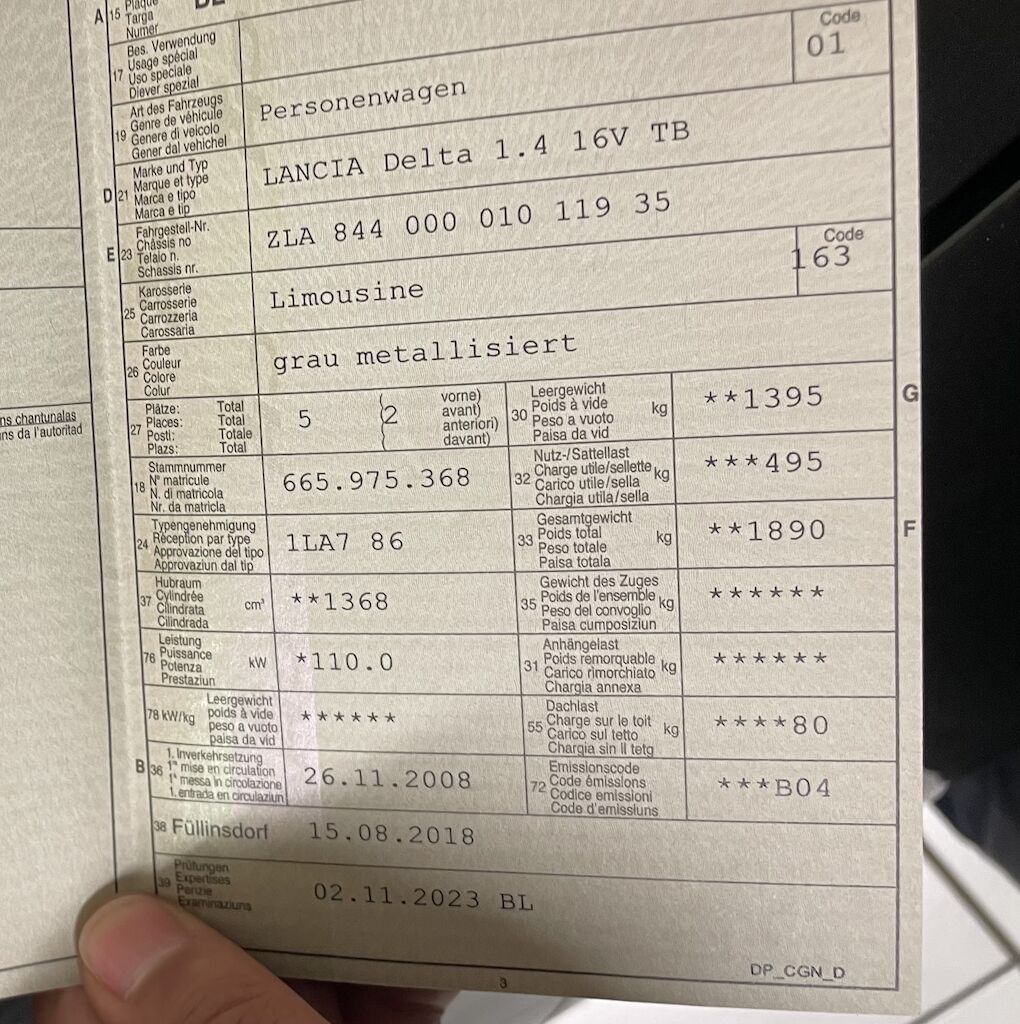 A 15 Plaque
Targa
Numer
17 Bes. Verwendung
Usage spécial
Uso speciale
Diever spezial
Code
01
19 Art des Fahrzeugs
Genre de véhicule
Genere di veicolo
Gener dal vehichel
Personenwagen
D 21 Marke und Typ
Marque et type
Marca e tipo
Marca e tip
LANCIA Delta 1.4 16V TB
E 23 Fahrgestell-Nr.
Châssis no
Telaio n.
Schassis nr.
ZLA 844 000 010 119 35
25 Karosserie
Carrosserie
Carrozzeria
Carossaria
Limousine
Code
163
26 Farbe
Couleur
Colore
Colur
grau metallisiert
ns chantunalas
ns da l'autoritad
27 Plätze: Total
Places: Total
Posti: Totale
Plazs: Total
5 (2 vorne)
avant)
anteriori)
davant)
30 Leergewicht
Poids à vide
Peso a vuoto
Paisa da vid
kg
**1395
G
18 Stammnummer
N° matricule
N. di matricola
Nr. da matricla
665.975.368
32 Nutz-/Sattellast
Charge utile/sellette
Carico utile/sella
Chargia utila/sella
kg
***495
24 Typengenehmigung
Réception par type
Approvazione del tipo
Approvaziun dal tip
1LA7 86
33 Gesamtgewicht
Poids total
Peso totale
Paisa totala
kg
**1890
F
37 Hubraum
Cylindrée
Cilindrata
Cilindrada
cm³
**1368
35 Gewicht des Zuges
Poids de l'ensemble
Peso del convoglio
Paisa cumposiziun
kg
******
76 Leistung
Puissance
Potenza
Prestaziun
kW
*110.0
31 Anhängelast
Poids remorquable
Carico rimorchiato
Chargia annexa
kg
******
78 kW/kg Leergewicht
poids à vide
peso a vuoto
paisa da vid
******
55 Dachlast
Charge sur le toit
Carico sul tetto
Chargia sin il tetg
kg
****80
B 36 1. Inverkehrsetzung
1re mise en circulation
1a messa in circolazione
1. entrada en circulaziun
26.11.2008
72 Emissionscode
Code émissions
Codice emissioni
Code d'emissiuns
***B04
38 Füllinsdorf 15.08.2018
39 Prüfungen
Expertises
Perizie
Examinaziuns
02.11.2023 BL
DP_CGN_D
3